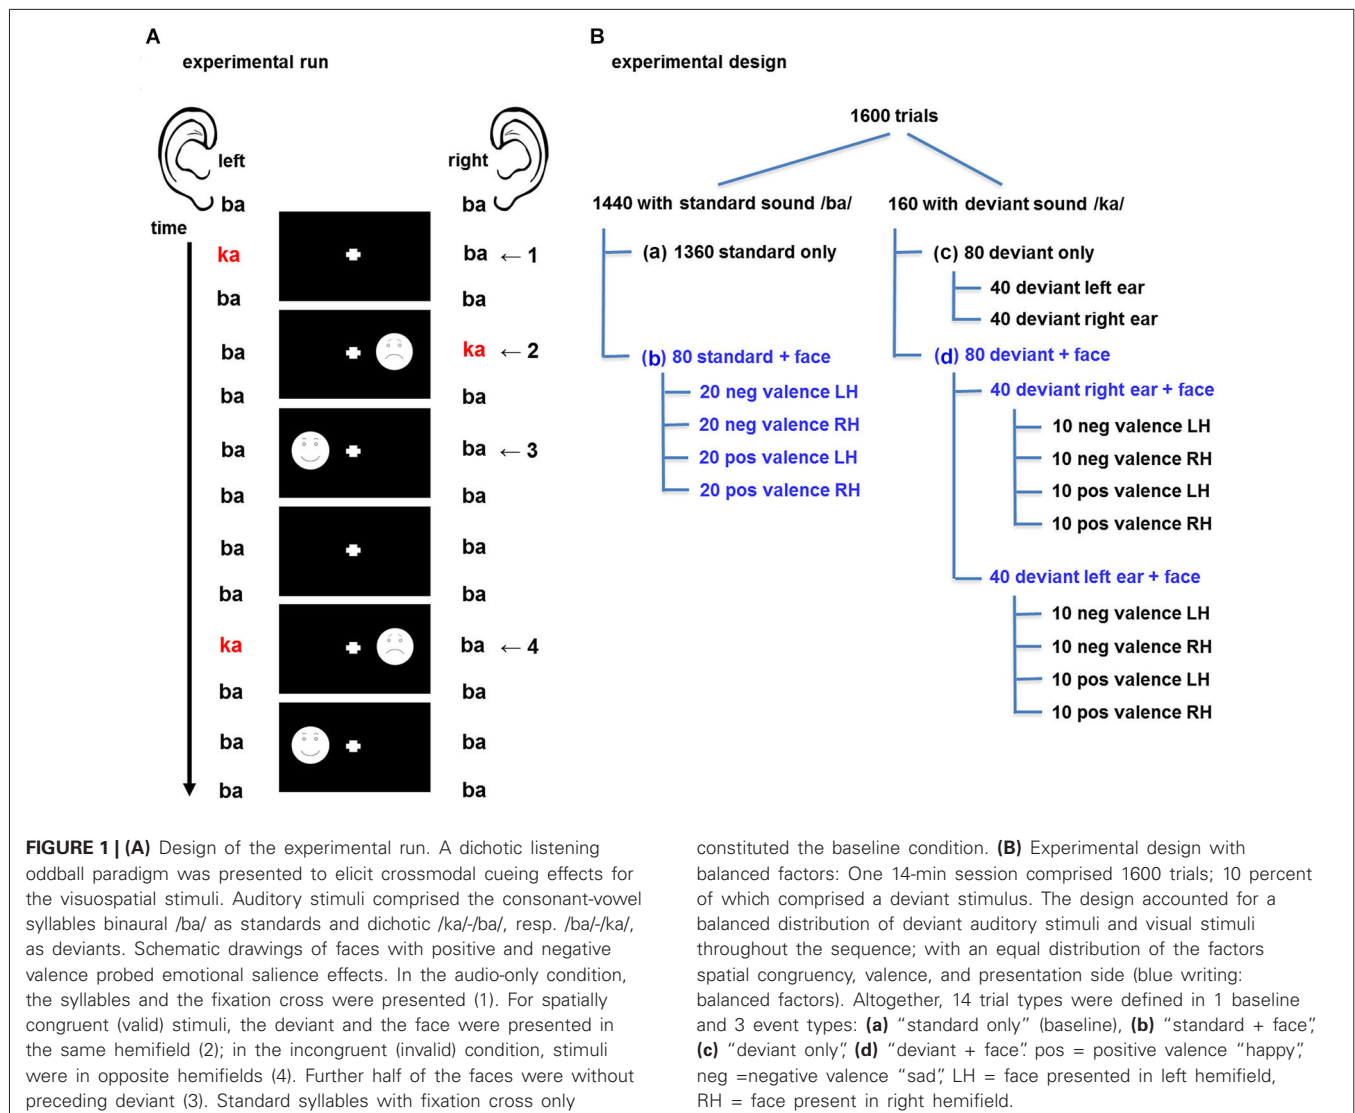 A
experimental run
left
right
ba
ba
time
ka
ba ← 1
ba
ba
ba
ka ← 2
ba
ba
ba
ba ← 3
ba
ba
ba
ba
ba
ba
ka
ba ← 4
ba
ba
ba
ba
ba
ba
B
experimental design
1600 trials
1440 with standard sound /ba/
(a) 1360 standard only
(b) 80 standard + face
20 neg valence LH
20 neg valence RH
20 pos valence LH
20 pos valence RH
160 with deviant sound /ka/
(c) 80 deviant only
40 deviant left ear
40 deviant right ear
(d) 80 deviant + face
40 deviant right ear + face
10 neg valence LH
10 neg valence RH
10 pos valence LH
10 pos valence RH
40 deviant left ear + face
10 neg valence LH
10 neg valence RH
10 pos valence LH
10 pos valence RH
FIGURE 1 | (A) Design of the experimental run. A dichotic listening
oddball paradigm was presented to elicit crossmodal cueing effects for
the visuospatial stimuli. Auditory stimuli comprised the consonant-vowel
syllables binaural /ba/ as standards and dichotic /ka/-/ba/, resp. /ba/-/ka/,
as deviants. Schematic drawings of faces with positive and negative
valence probed emotional salience effects. In the audio-only condition,
the syllables and the fixation cross were presented (1). For spatially
congruent (valid) stimuli, the deviant and the face were presented in
the same hemifield (2); in the incongruent (invalid) condition, stimuli
were in opposite hemifields (4). Further half of the faces were without
preceding deviant (3). Standard syllables with fixation cross only
constituted the baseline condition. (B) Experimental design with
balanced factors: One 14-min session comprised 1600 trials; 10 percent
of which comprised a deviant stimulus. The design accounted for a
balanced distribution of deviant auditory stimuli and visual stimuli
throughout the sequence; with an equal distribution of the factors
spatial congruency, valence, and presentation side (blue writing:
balanced factors). Altogether, 14 trial types were defined in 1 baseline
and 3 event types: (a) “standard only” (baseline), (b) “standard + face”,
(c) “deviant only”, (d) “deviant + face”. pos = positive valence “happy”,
neg =negative valence “sad”, LH = face presented in left hemifield,
RH = face present in right hemifield.